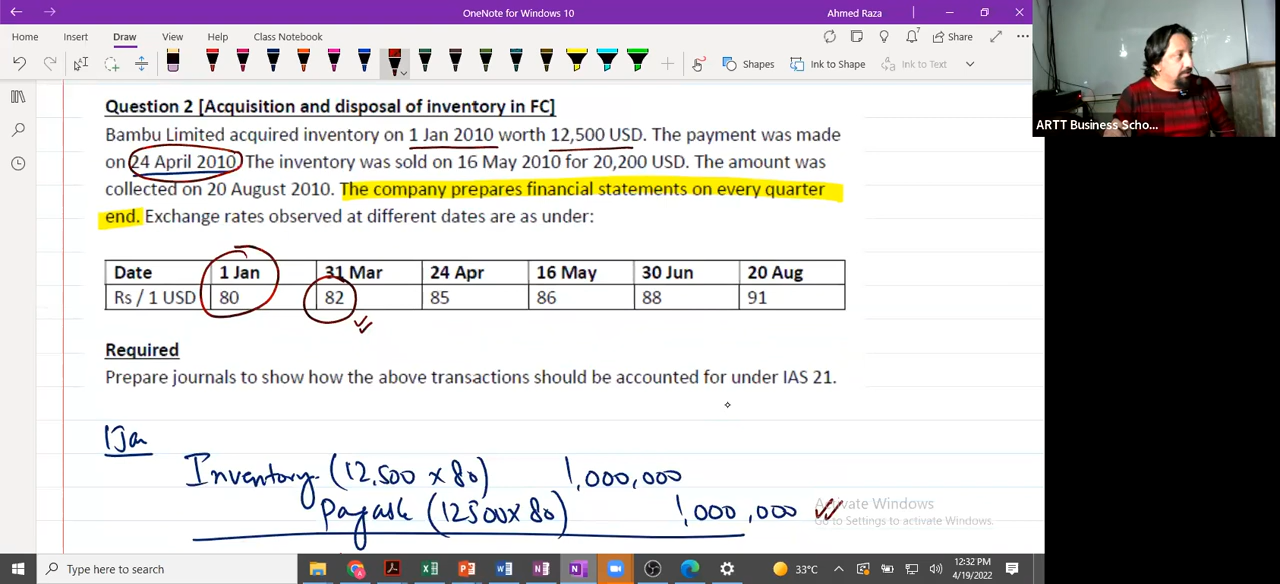 OneNote for Windows 10
Ahmed Raza
Home Insert Draw View Help Class Notebook
Share
Shapes
Ink to Shape
Ink to Text
ARTT Business Scho...
Question 2 [Acquisition and disposal of inventory in FC]
Bambu Limited acquired inventory on 1 Jan 2010 worth 12,500 USD. The payment was made
on 24 April 2010 The inventory was sold on 16 May 2010 for 20,200 USD. The amount was
collected on 20 August 2010. The company prepares financial statements on every quarter
end. Exchange rates observed at different dates are as under:
Date 1 Jan 31 Mar 24 Apr 16 May 30 Jun 20 Aug
Rs / 1 USD 80 82 85 86 88 91
Required
Prepare journals to show how the above transactions should be accounted for under IAS 21.
1 Jan
Inventory (12,500 x 80) 1,000,000
Payable (12500 x 80) 1,000,000
Activate Windows
Go to Settings to activate Windows.
Type here to search
33°C
12:32 PM
4/19/2022